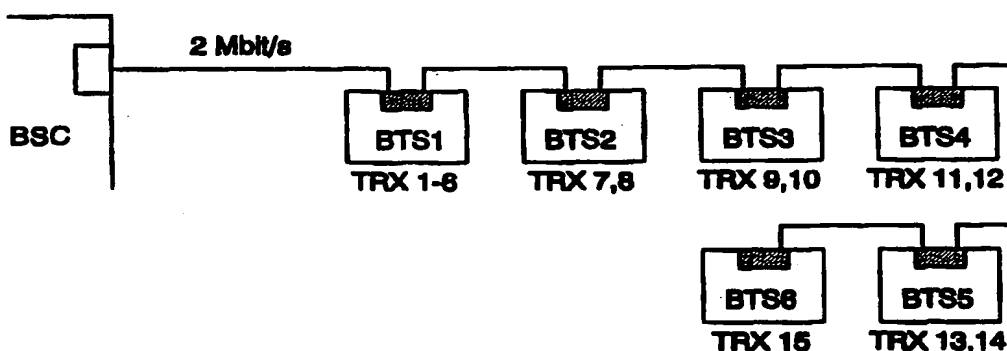 2 Mbit/s
BSC
BTS1 BTS2 BTS3 BTS4
TRX 1-6 TRX 7,8 TRX 9,10 TRX 11,12
BTS6 BTS5
TRX 15 TRX 13,14